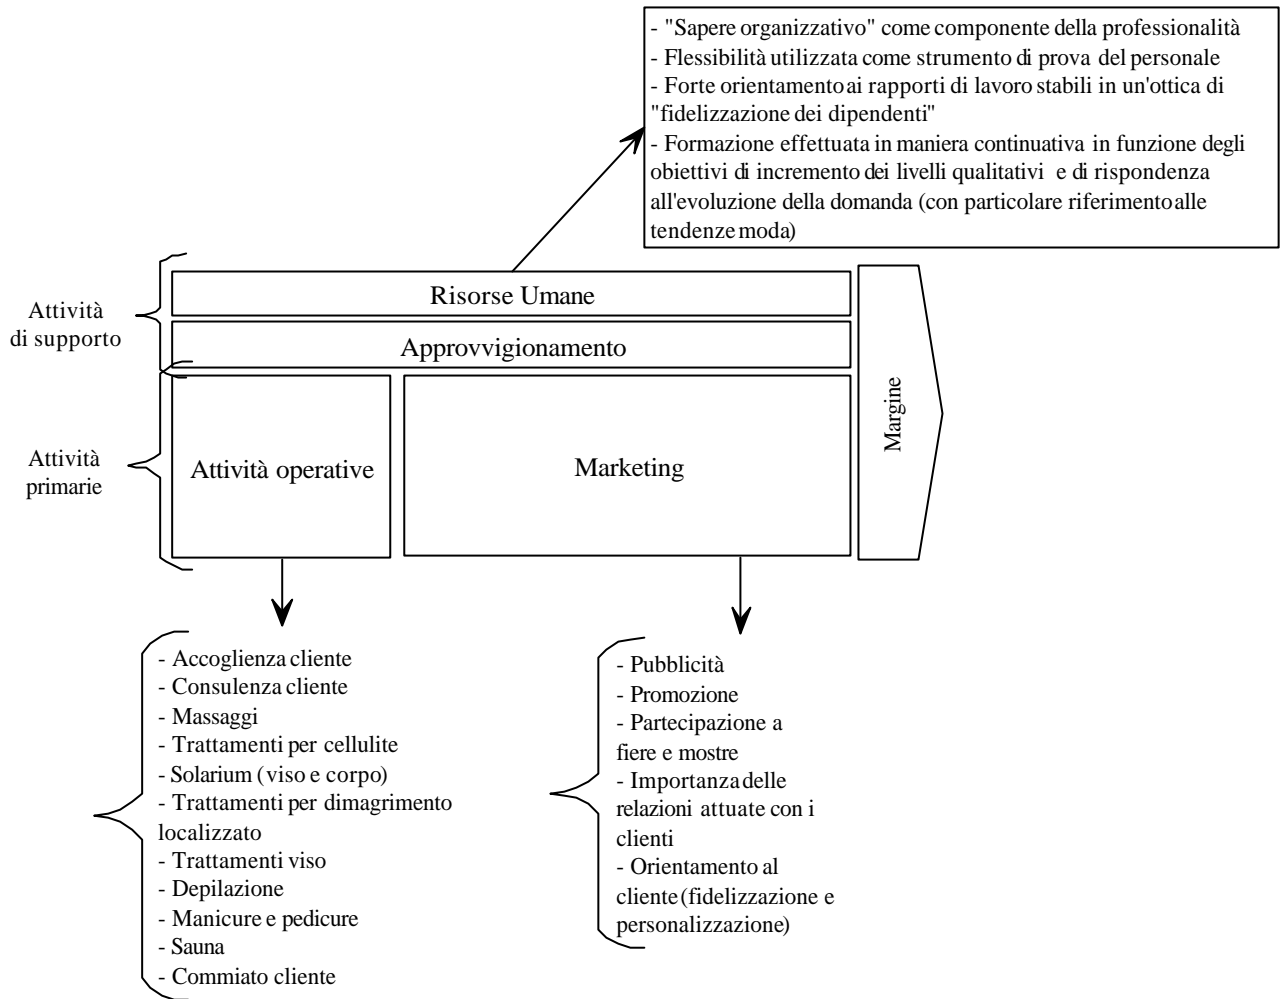 - "Sapere organizzativo" come componente della professionalità
- Flessibilità utilizzata come strumento di prova del personale
- Forte orientamento ai rapporti di lavoro stabili in un'ottica di
"fidelizzazione dei dipendenti"
- Formazione effettuata in maniera continuativa in funzione degli
obiettivi di incremento dei livelli qualitativi e di rispondenza
all'evoluzione della domanda (con particolare riferimento alle
tendenze moda)
Attività
di supporto
Risorse Umane
Approvvigionamento
Attività
primarie
Attività operative
Marketing
Margine
- Accoglienza cliente
- Consulenza cliente
- Massaggi
- Trattamenti per cellulite
- Solarium (viso e corpo)
- Trattamenti per dimagrimento
localizzato
- Trattamenti viso
- Depilazione
- Manicure e pedicure
- Sauna
- Commiato cliente
- Pubblicità
- Promozione
- Partecipazione a
fiere e mostre
- Importanza delle
relazioni attuate con i
clienti
- Orientamento al
cliente (fidelizzazione e
personalizzazione)